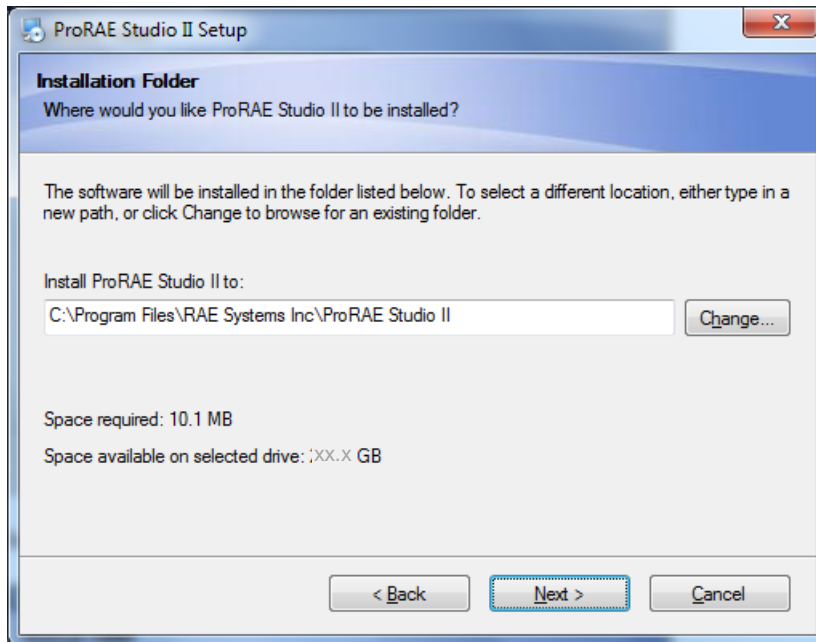 ProRAE Studio II Setup
Installation Folder
Where would you like ProRAE Studio II to be installed?
The software will be installed in the folder listed below. To select a different location, either type in a
new path, or click Change to browse for an existing folder.
Install ProRAE Studio II to:
C:\Program Files\RAE Systems Inc\ProRAE Studio II
Change...
Space required: 10.1 MB
Space available on selected drive: XX.X GB
< Back
Next >
Cancel